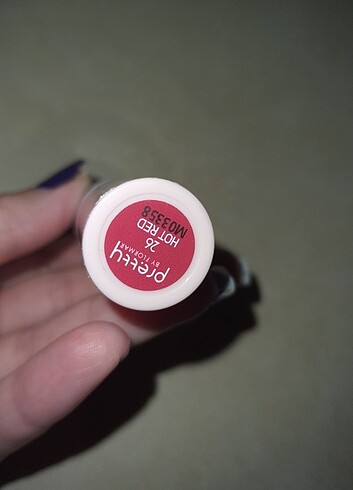 pretty
BY FLORMAR
26
HOT RED
M03358